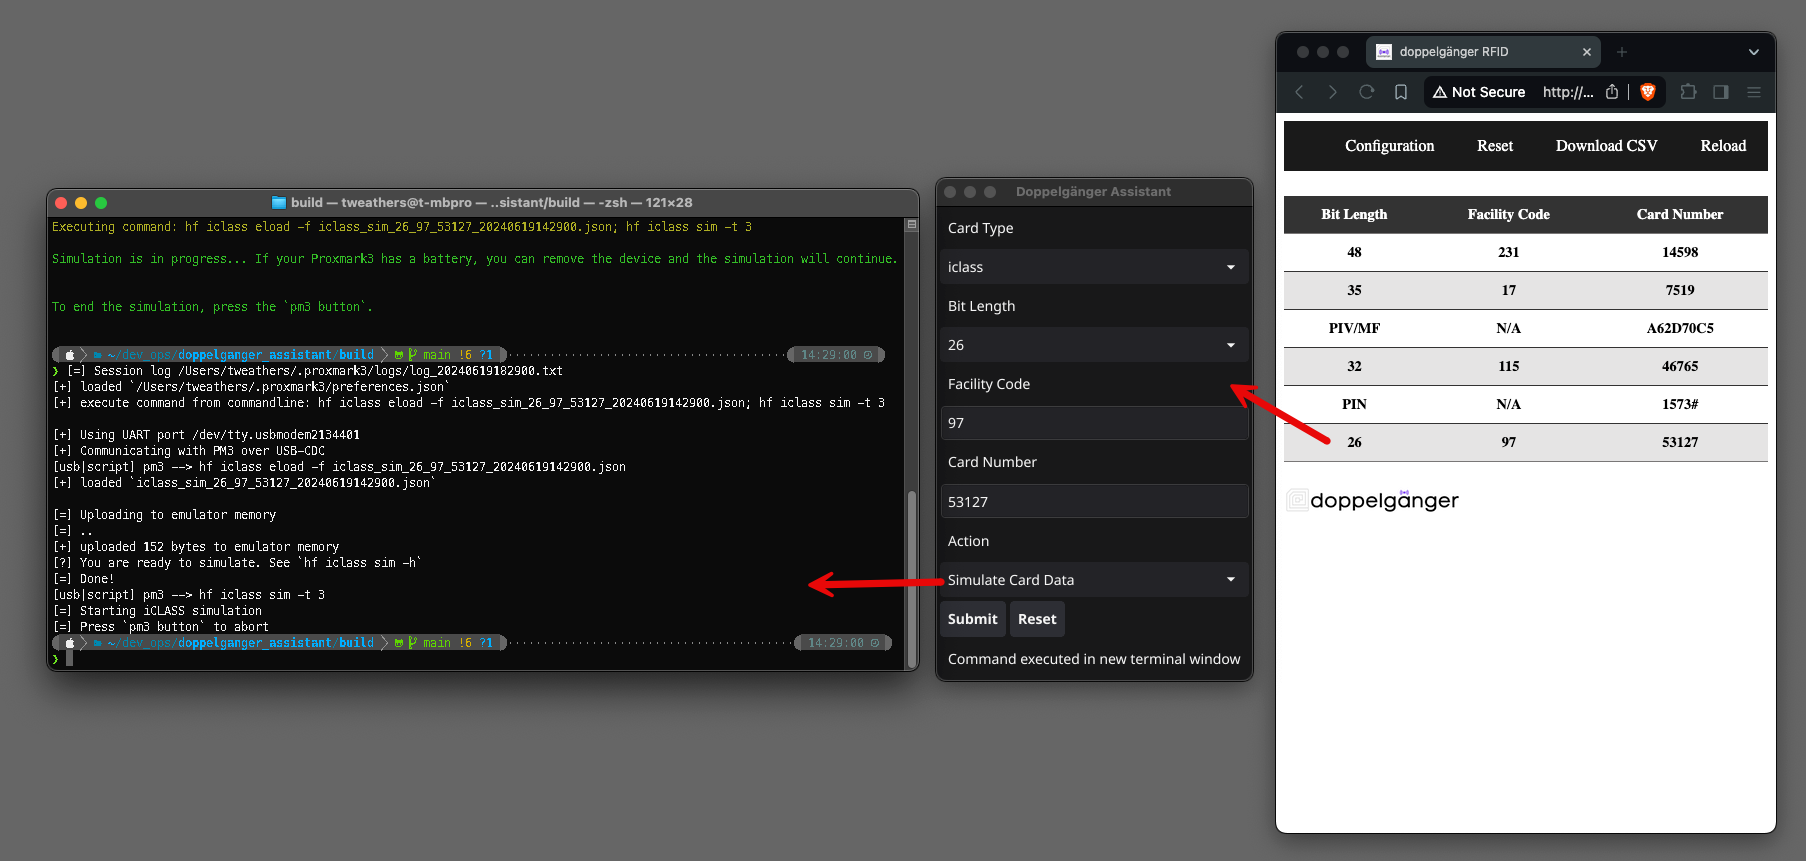 build — tweathers@t-mbpro — ..sistant/build — -zsh — 121×28
Executing command: hf iclass eload -f iclass_sim_26_97_53127_20240619142900.json; hf iclass sim -t 3
Simulation is in progress... If your Proxmark3 has a battery, you can remove the device and the simulation will continue.
To end the simulation, press the `pm3 button`.
~/dev_ops/doppelganger_assistant/build main !6 ?1 14:29:00
❯ [=] Session log /Users/tweathers/.proxmark3/logs/log_20240619182900.txt
[+] loaded `/Users/tweathers/.proxmark3/preferences.json`
[+] execute command from commandline: hf iclass eload -f iclass_sim_26_97_53127_20240619142900.json; hf iclass sim -t 3
[+] Using UART port /dev/tty.usbmodem2134401
[+] Communicating with PM3 over USB-CDC
[usb|script] pm3 --> hf iclass eload -f iclass_sim_26_97_53127_20240619142900.json
[+] loaded `iclass_sim_26_97_53127_20240619142900.json`
[=] Uploading to emulator memory
[=] ..
[+] uploaded 152 bytes to emulator memory
[?] You are ready to simulate. See `hf iclass sim -h`
[=] Done!
[usb|script] pm3 --> hf iclass sim -t 3
[=] Starting iCLASS simulation
[=] Press `pm3 button` to abort
~/dev_ops/doppelganger_assistant/build main !6 ?1 14:29:00
❯
Doppelgänger Assistant
Card Type
iclass
Bit Length
26
Facility Code
97
Card Number
53127
Action
Simulate Card Data
Submit Reset
Command executed in new terminal window
doppelgänger RFID
Not Secure http://...
Configuration Reset Download CSV Reload
Bit Length Facility Code Card Number
48 231 14598
35 17 7519
PIV/MF N/A A62D70C5
32 115 46765
PIN N/A 1573#
26 97 53127
doppelgänger